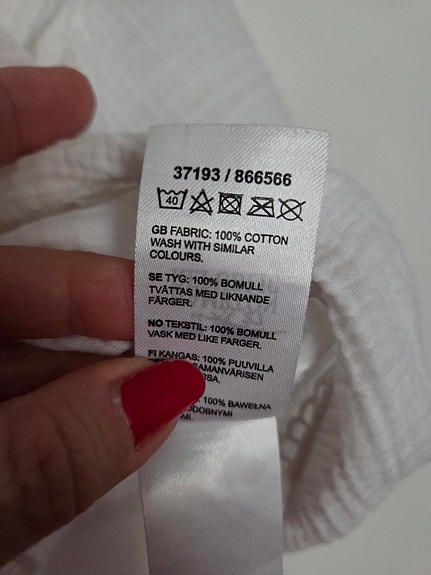 37193 / 866566
40
GB FABRIC: 100% COTTON
WASH WITH SIMILAR
COLOURS.
SE TYG: 100% BOMULL
TVÄTTAS MED LIKNANDE
FÄRGER.
NO TEKSTIL: 100% BOMULL
VASK MED LIKE FARGER.
FI KANGAS: 100% PUUVILLA
SAMANVÄRISEN
100% BAWEŁNA